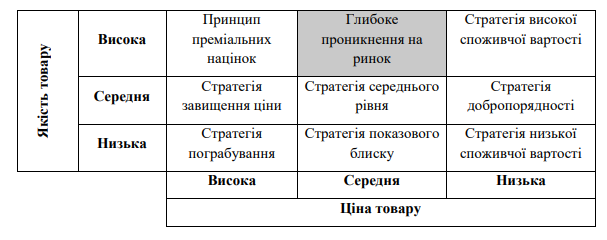 Якість товару
Висока
Принцип
преміальних
націнок
Глибоке
проникнення на
ринок
Стратегія високої
споживчої вартості
Середня
Стратегія
завищення ціни
Стратегія середнього
рівня
Стратегія
добропорядності
Низька
Стратегія
пограбування
Стратегія показового
блиску
Стратегія низької
споживчої вартості
Висока
Середня
Низька
Ціна товару